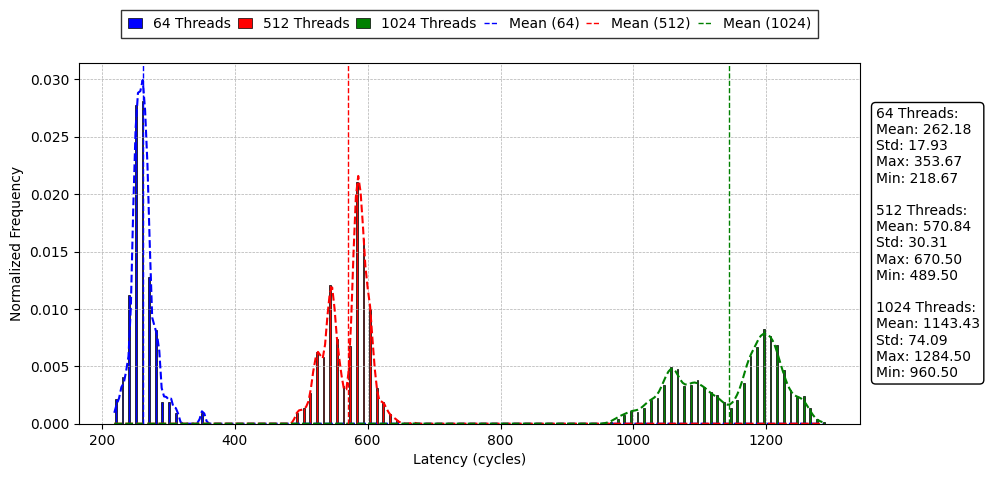 64 Threads 512 Threads 1024 Threads Mean (64) Mean (512) Mean (1024)
Normalized Frequency
0.030
0.025
0.020
0.015
0.010
0.005
0.000
200 400 600 800 1000 1200
Latency (cycles)
64 Threads:
Mean: 262.18
Std: 17.93
Max: 353.67
Min: 218.67
512 Threads:
Mean: 570.84
Std: 30.31
Max: 670.50
Min: 489.50
1024 Threads:
Mean: 1143.43
Std: 74.09
Max: 1284.50
Min: 960.50